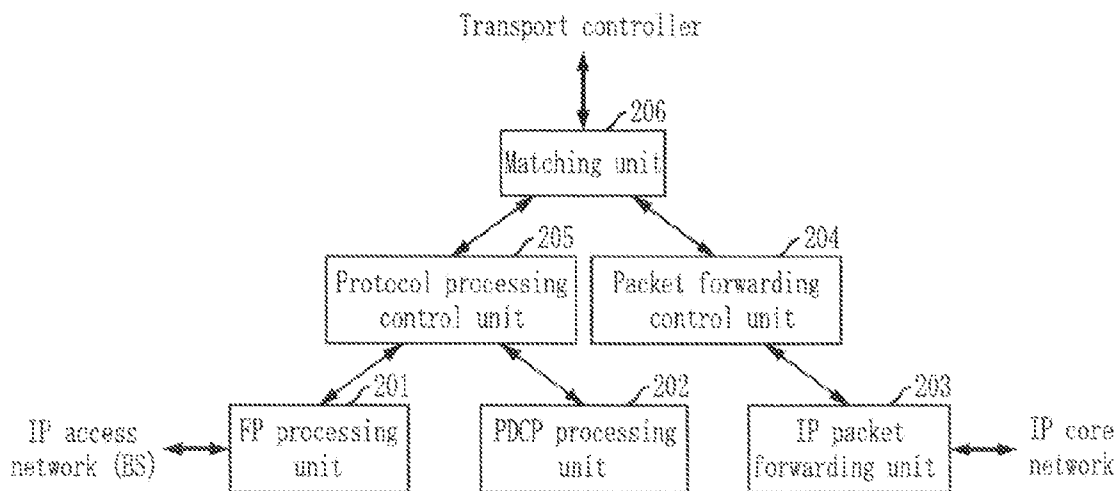 Transport controller
206
Matching unit
205
204
Protocol processing
control unit
Packet forwarding
control unit
201
202
203
IP access
network (BS)
FP processing
unit
PDCP processing
unit
IP packet
forwarding unit
IP core
network